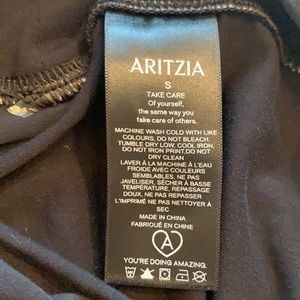 ARITZIA
S
TAKE CARE
Of yourself,
the same way you
take care of others.
MACHINE WASH COLD WITH LIKE
COLOURS, DO NOT BLEACH
TUMBLE DRY LOW, COOL IRON,
DO NOT IRON PRINT,DO NOT
DRY CLEAN
LAVER À LA MACHINE À L'EAU
FROIDE AVEC COULEURS
SEMBLABLES, NE PAS
JAVELISER, SÉCHER À BASSE
TEMPÉRATURE, REPASSAGE
DOUX, NE PAS REPASSER
L'IMPRIMÉ NE PAS NETTOYER À
SEC
MADE IN CHINA
FABRIQUÉ EN CHINE
A
YOU'RE DOING AMAZING.